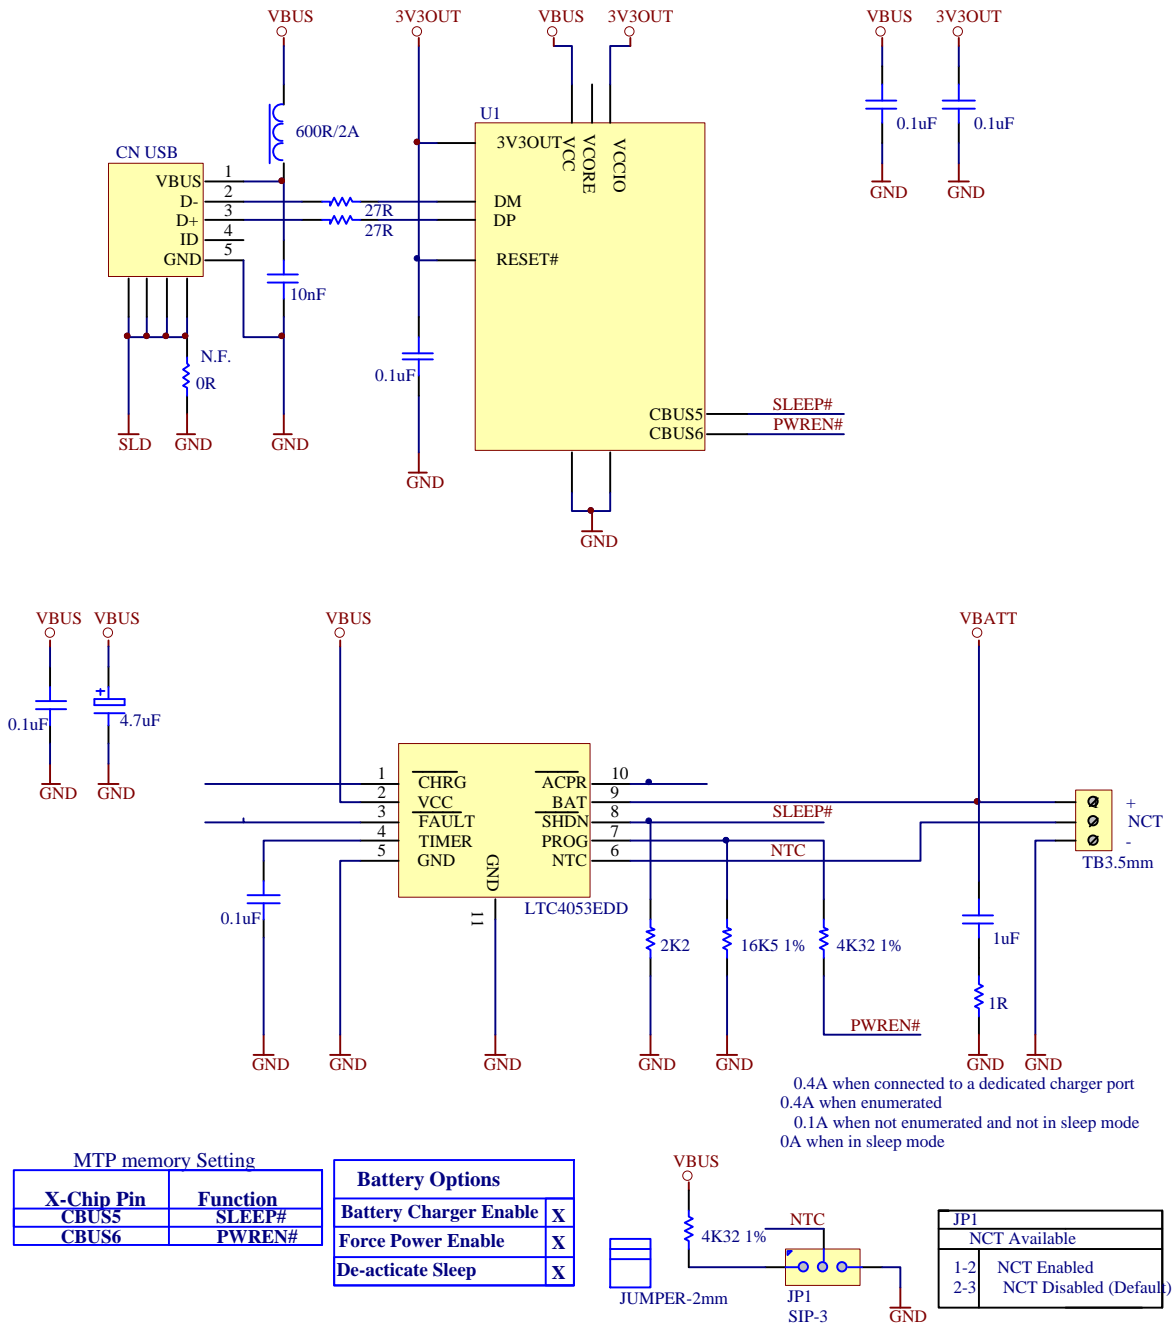 VBUS
3V3OUT
VBUS
3V3OUT
VBUS
3V3OUT
600R/2A
U1
0.1uF
0.1uF
GND
GND
CN USB
VBUS
D-
D+
ID
GND
1
2
3
4
5
27R
27R
10nF
3V3OUT
VCC
VCORE
VCCIO
DM
DP
RESET#
N.F.
0R
0.1uF
CBUS5
CBUS6
SLEEP#
PWREN#
SLD
GND
GND
GND
GND
VBUS
VBUS
VBUS
VBATT
0.1uF
+
4.7uF
GND
GND
1
2
3
4
5
CHRG
VCC
FAULT
TIMER
GND
GND
11
ACPR
BAT
SHDN
PROG
NTC
10
9
8
7
6
SLEEP#
NTC
+
NCT
-
TB3.5mm
LTC4053EDD
0.1uF
2K2
16K5 1%
4K32 1%
1uF
1R
PWREN#
GND
GND
GND
GND
GND
GND
GND
0.4A when connected to a dedicated charger port
0.4A when enumerated
0.1A when not enumerated and not in sleep mode
0A when in sleep mode
MTP memory Setting
X-Chip Pin Function
CBUS5 SLEEP#
CBUS6 PWREN#
Battery Options
Battery Charger Enable X
Force Power Enable X
De-acticate Sleep X
VBUS
4K32 1%
NTC
JUMPER-2mm
JP1
SIP-3
GND
JP1
NCT Available
1-2 NCT Enabled
2-3 NCT Disabled (Default)